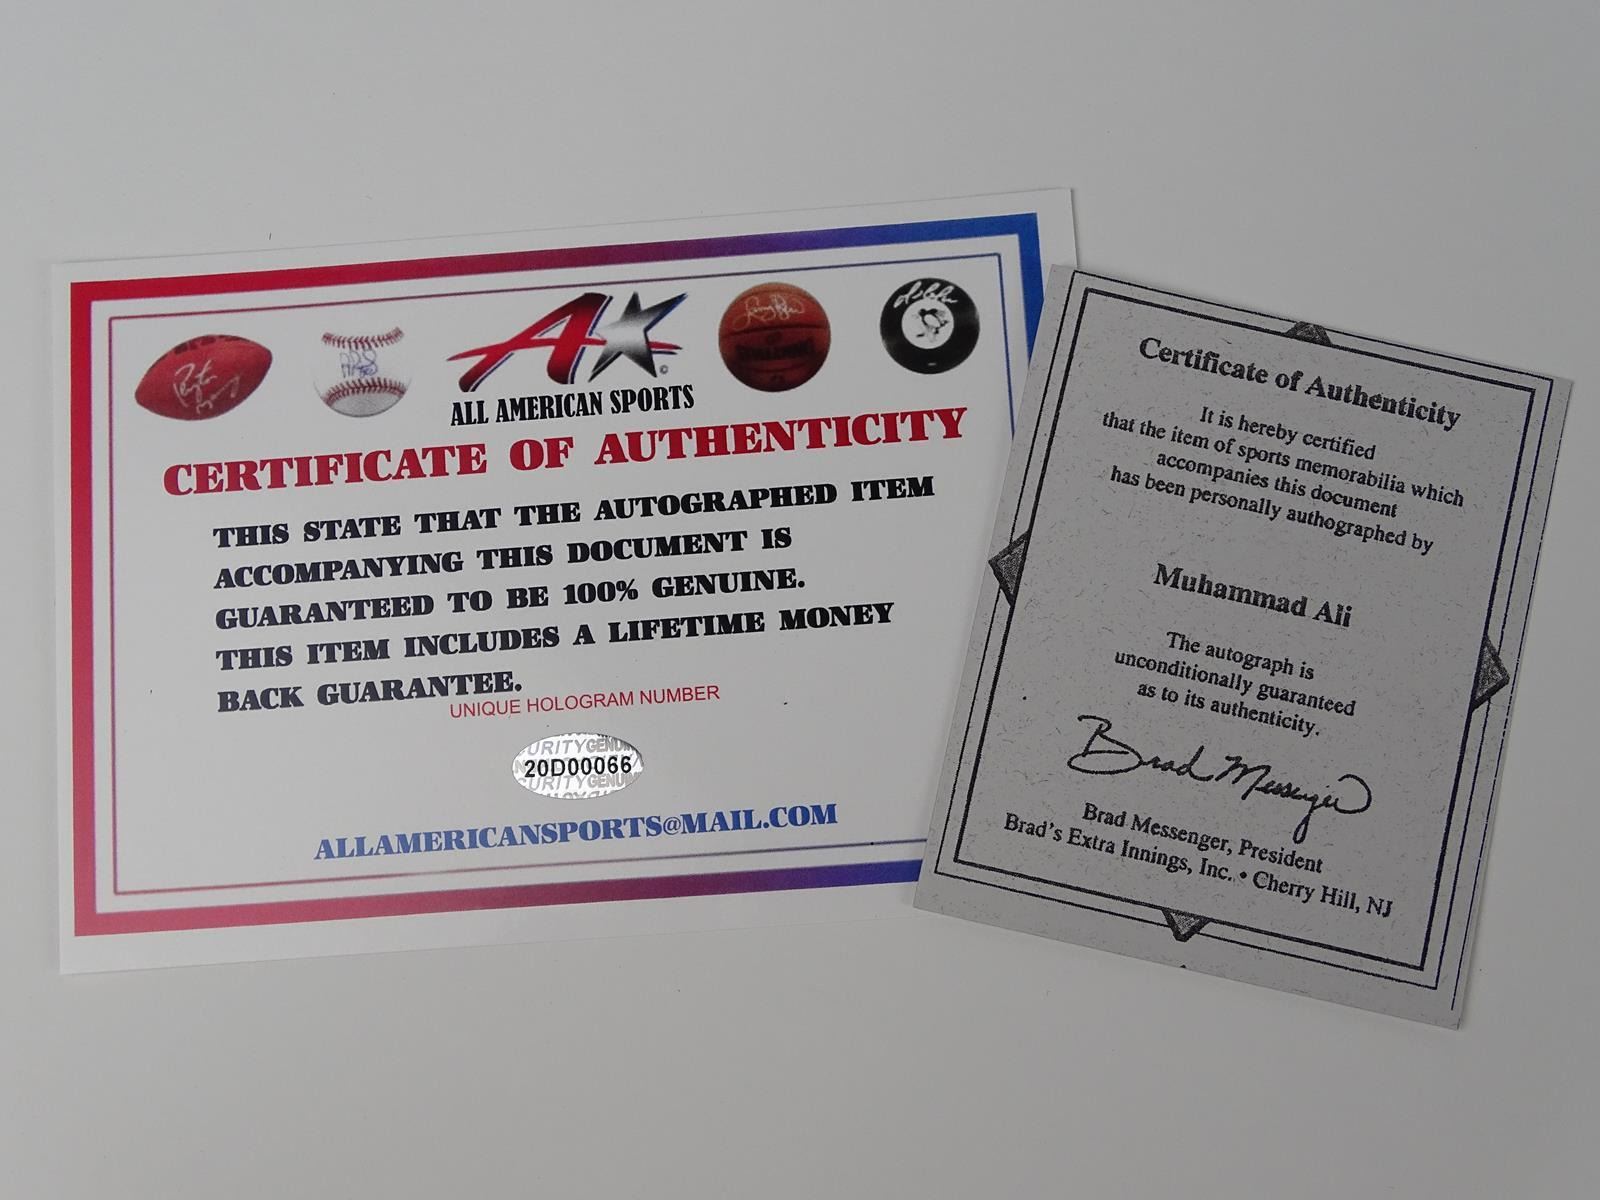 ALL AMERICAN SPORTS
CERTIFICATE OF AUTHENTICITY
THIS STATE THAT THE AUTOGRAPHED ITEM
ACCOMPANYING THIS DOCUMENT IS
GUARANTEED TO BE 100% GENUINE.
THIS ITEM INCLUDES A LIFETIME MONEY
BACK GUARANTEE.
UNIQUE HOLOGRAM NUMBER
20D00066
ALLAMERICANSPORTS@MAIL.COM
Certificate of Authenticity
It is hereby certified
that the item of sports memorabilia which
accompanies this document
has been personally authographed by
Muhammad Ali
The autograph is
unconditionally guaranteed
as to its authenticity.
Brad Messenger
Brad Messenger, President
Brad's Extra Innings, Inc. • Cherry Hill, NJ